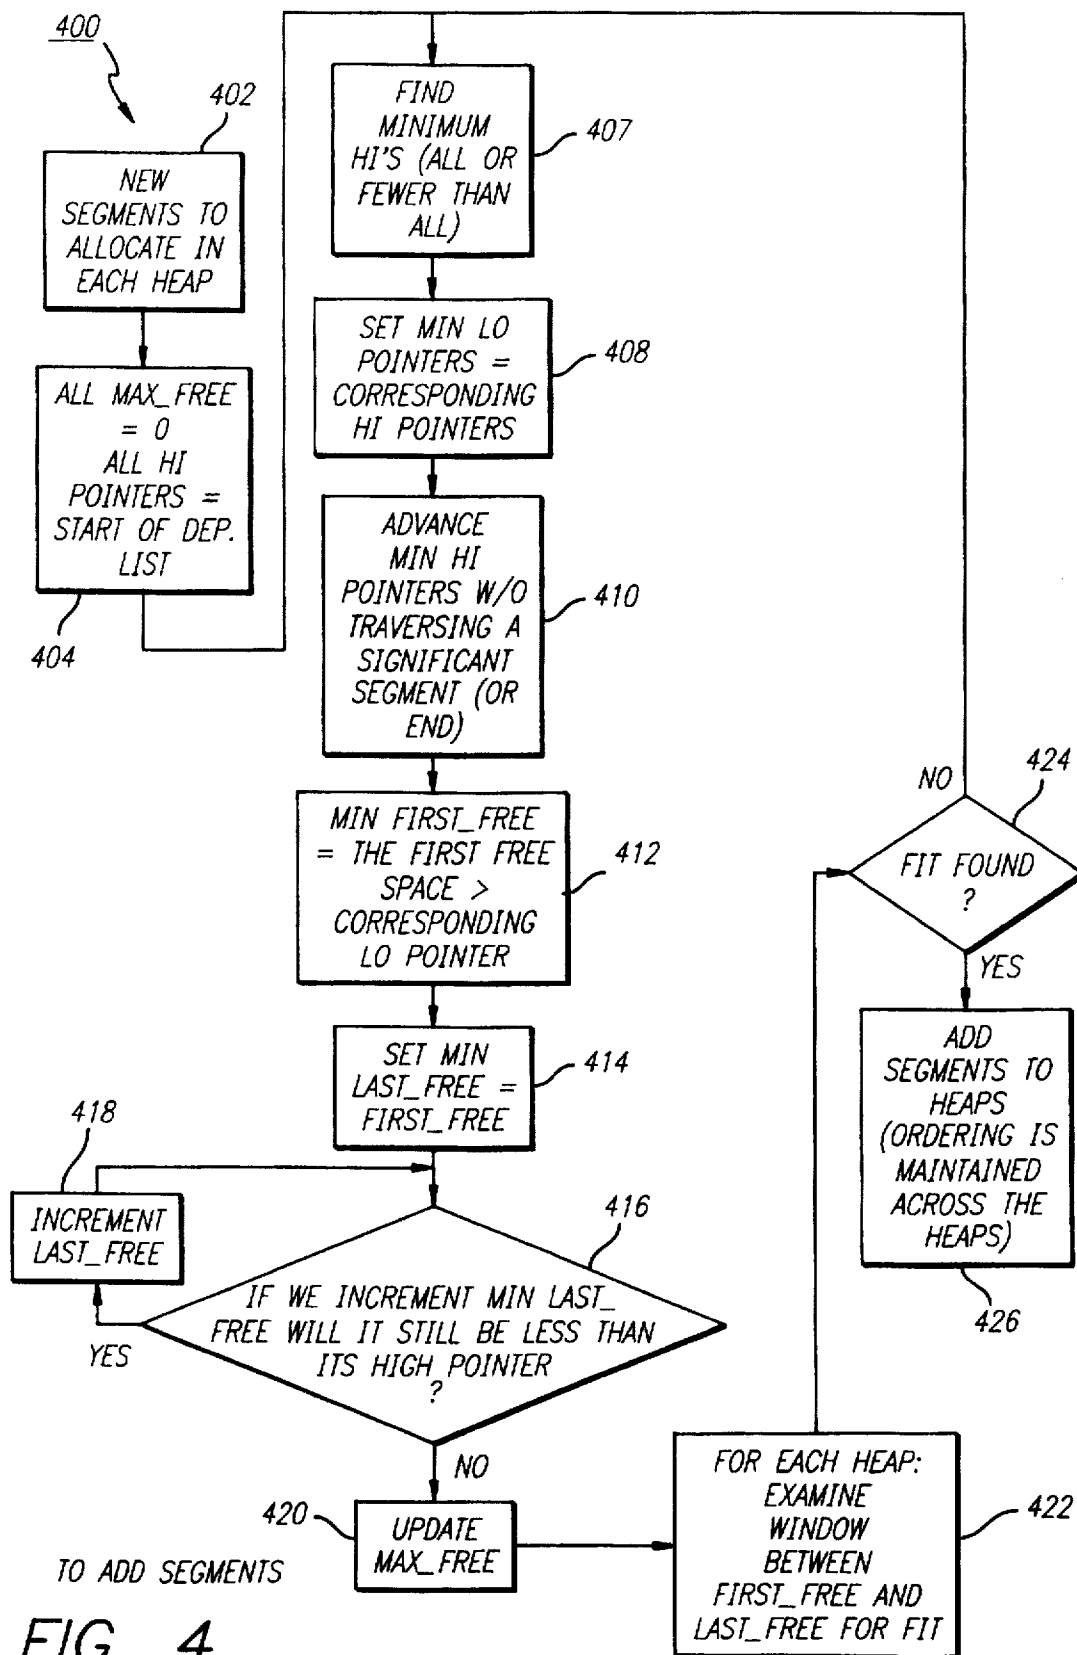 400
402
NEW
SEGMENTS TO
ALLOCATE IN
EACH HEAP
ALL MAX_FREE
= 0
ALL HI
POINTERS =
START OF DEP.
LIST
404
FIND
MINIMUM
HI'S (ALL OR
FEWER THAN
ALL)
407
SET MIN LO
POINTERS =
CORRESPONDING
HI POINTERS
408
ADVANCE
MIN HI
POINTERS W/O
TRAVERSING A
SIGNIFICANT
SEGMENT (OR
END)
410
MIN FIRST_FREE
= THE FIRST FREE
SPACE >
CORRESPONDING
LO POINTER
412
SET MIN
LAST_FREE =
FIRST_FREE
414
418
INCREMENT
LAST_FREE
YES
416
IF WE INCREMENT MIN LAST_
FREE WILL IT STILL BE LESS THAN
ITS HIGH POINTER
?
NO
420
UPDATE
MAX_FREE
FOR EACH HEAP:
EXAMINE
WINDOW
BETWEEN
FIRST_FREE AND
LAST_FREE FOR FIT
422
NO
424
FIT FOUND
?
YES
ADD
SEGMENTS TO
HEAPS
(ORDERING IS
MAINTAINED
ACROSS THE
HEAPS)
426
TO ADD SEGMENTS
FIG. 4